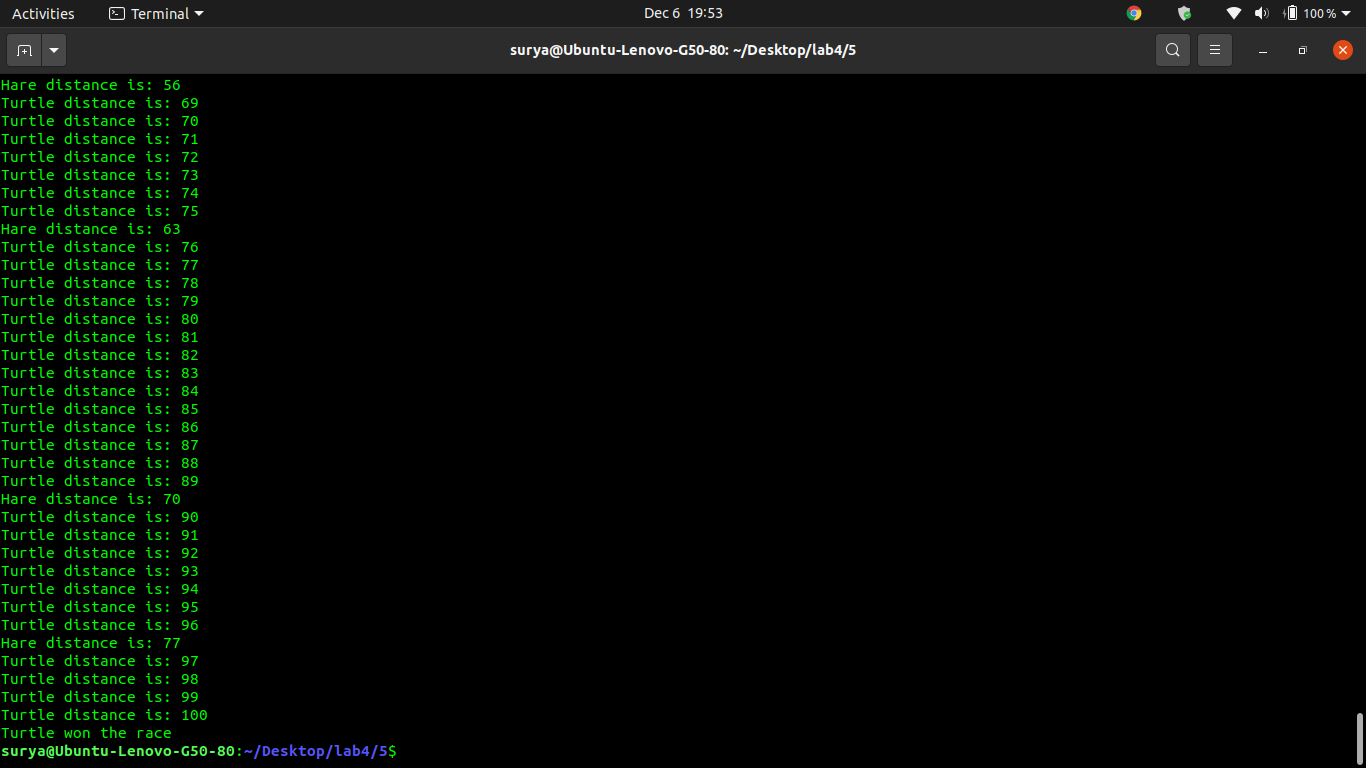 Activities Terminal Dec 6 19:53 100 %
surya@Ubuntu-Lenovo-G50-80: ~/Desktop/lab4/5
Hare distance is: 56
Turtle distance is: 69
Turtle distance is: 70
Turtle distance is: 71
Turtle distance is: 72
Turtle distance is: 73
Turtle distance is: 74
Turtle distance is: 75
Hare distance is: 63
Turtle distance is: 76
Turtle distance is: 77
Turtle distance is: 78
Turtle distance is: 79
Turtle distance is: 80
Turtle distance is: 81
Turtle distance is: 82
Turtle distance is: 83
Turtle distance is: 84
Turtle distance is: 85
Turtle distance is: 86
Turtle distance is: 87
Turtle distance is: 88
Turtle distance is: 89
Hare distance is: 70
Turtle distance is: 90
Turtle distance is: 91
Turtle distance is: 92
Turtle distance is: 93
Turtle distance is: 94
Turtle distance is: 95
Turtle distance is: 96
Hare distance is: 77
Turtle distance is: 97
Turtle distance is: 98
Turtle distance is: 99
Turtle distance is: 100
Turtle won the race
surya@Ubuntu-Lenovo-G50-80:~/Desktop/lab4/5$